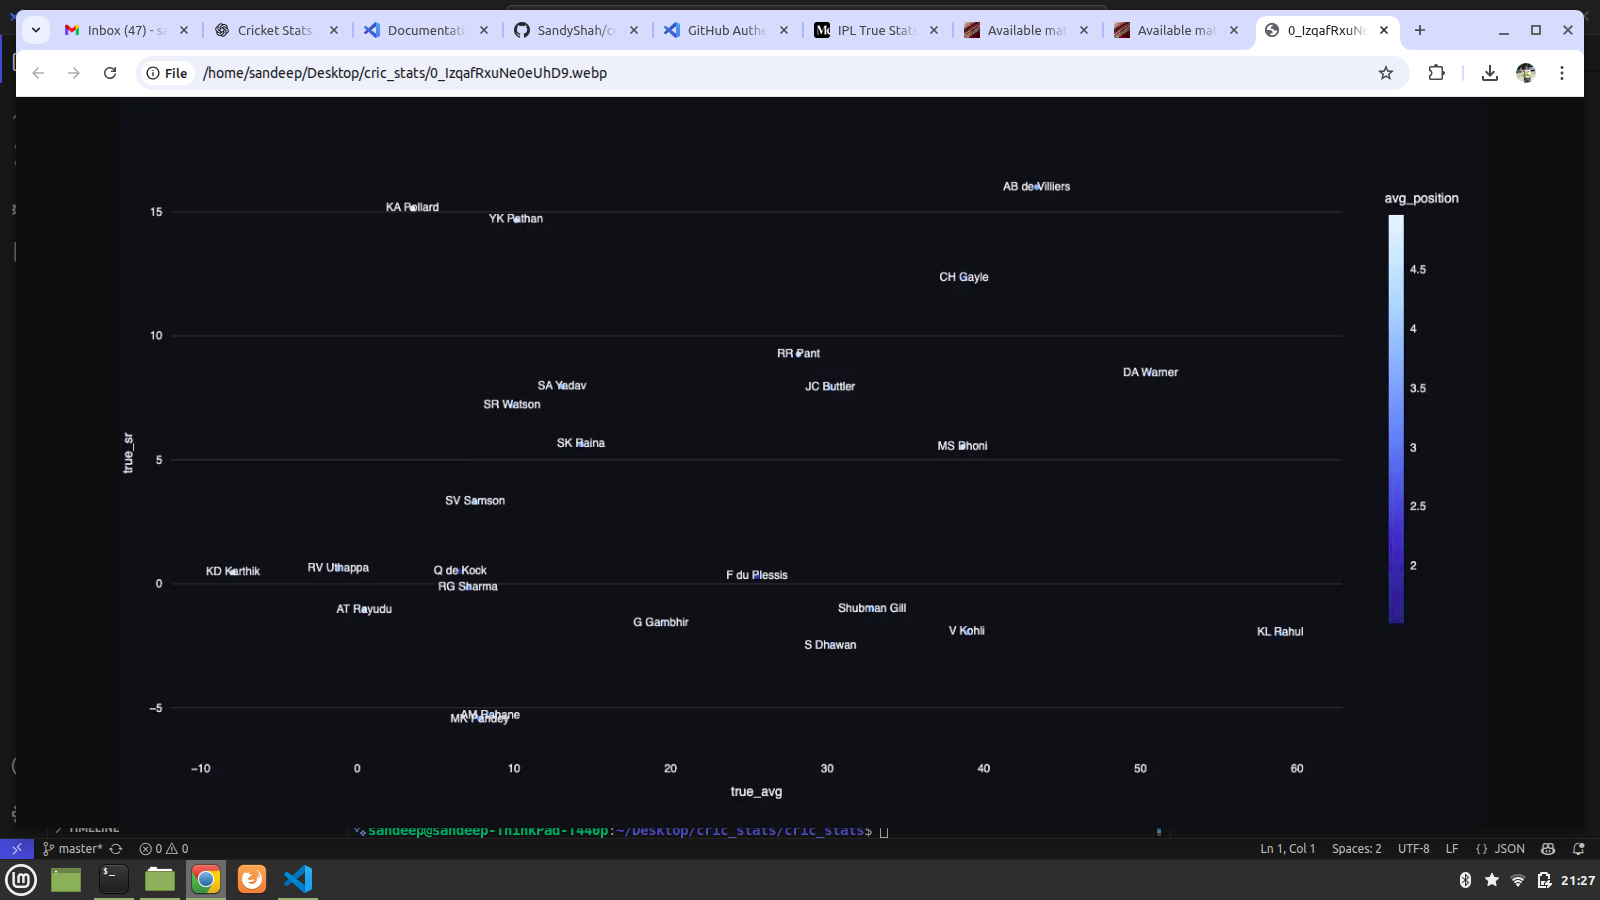 Inbox (47) - sa
Cricket Stats
Documentati
SandyShah/cr
GitHub Authe
IPL True Stats
Available mat
Available mat
0_IzqafRxuNe
File
/home/sandeep/Desktop/cric_stats/0_IzqafRxuNe0eUhD9.webp
AB de Villiers
avg_position
KA Pollard
15
YK Pathan
4.5
CH Gayle
4
10
RR Pant
DA Warner
SA Yadav
JC Buttler
3.5
SR Watson
SK Raina
MS Dhoni
3
true_sr
5
SV Samson
2.5
KD Karthik
RV Uthappa
Q de Kock
F du Plessis
2
0
RG Sharma
AT Rayudu
Shubman Gill
G Gambhir
V Kohli
KL Rahul
S Dhawan
−5
AM Rahane
MK Pandey
−10
0
10
20
30
40
50
60
true_avg
TIMELINE
sandeep@sandeep-ThinkPad-T440p:~/Desktop/cric_stats/cric_stats$
master*
0
0
Ln 1, Col 1
Spaces: 2
UTF-8
LF
{ } JSON
21:27